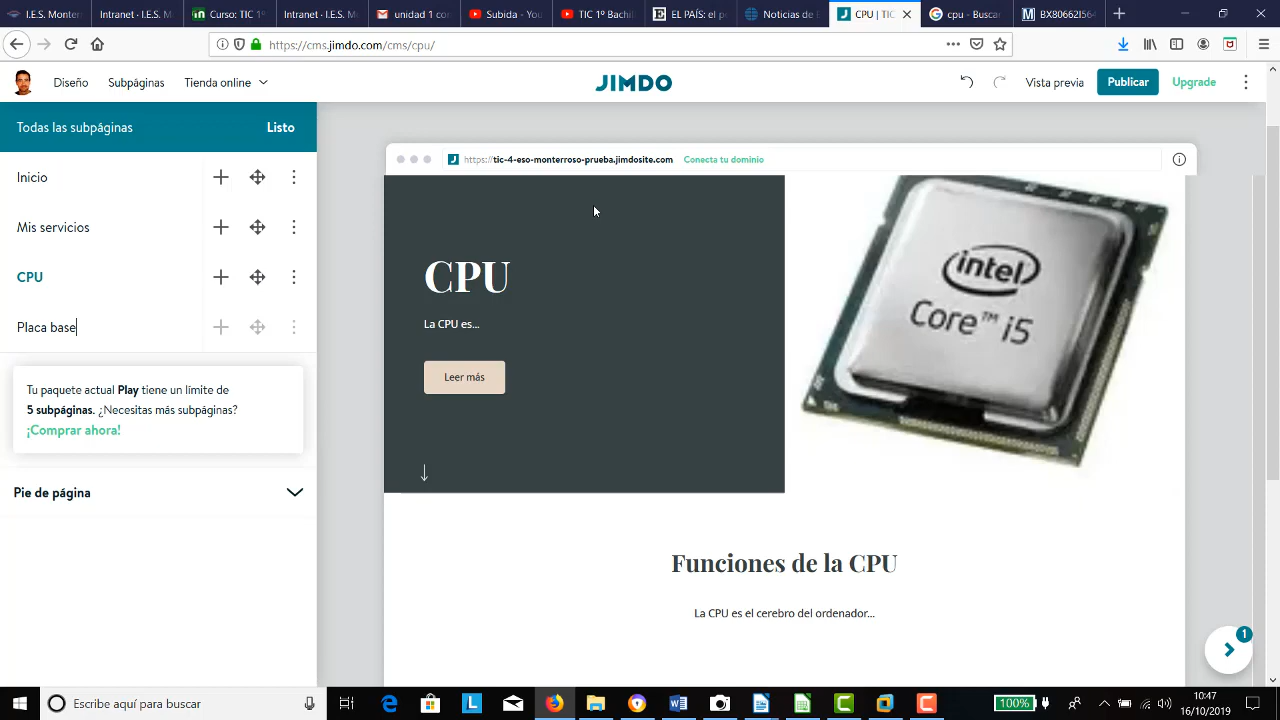 I.E.S. Monter
Intranet - I.E.S. M
Curso: TIC 1º
Intranet - I.E.S. M
unidad 1 cor
Subida - You
TIC 1º Bachil
EL PAÍS: el pe
Noticias de E
CPU | TIC
cpu - Buscar
BX80662I564
https://cms.jimdo.com/cms/cpu/
Diseño
Subpáginas
Tienda online
JIMDO
Vista previa
Publicar
Upgrade
Todas las subpáginas
Listo
https://tic-4-eso-monterroso-prueba.jimdosite.com
Conecta tu dominio
Inicio
Mis servicios
CPU
Placa base
Tu paquete actual Play tiene un límite de
5 subpáginas. ¿Necesitas más subpáginas?
¡Comprar ahora!
Pie de página
CPU
La CPU es...
Leer más
intel
Core™ i5
Funciones de la CPU
La CPU es el cerebro del ordenador...
1
Escribe aquí para buscar
100%
10:47
16/10/2019